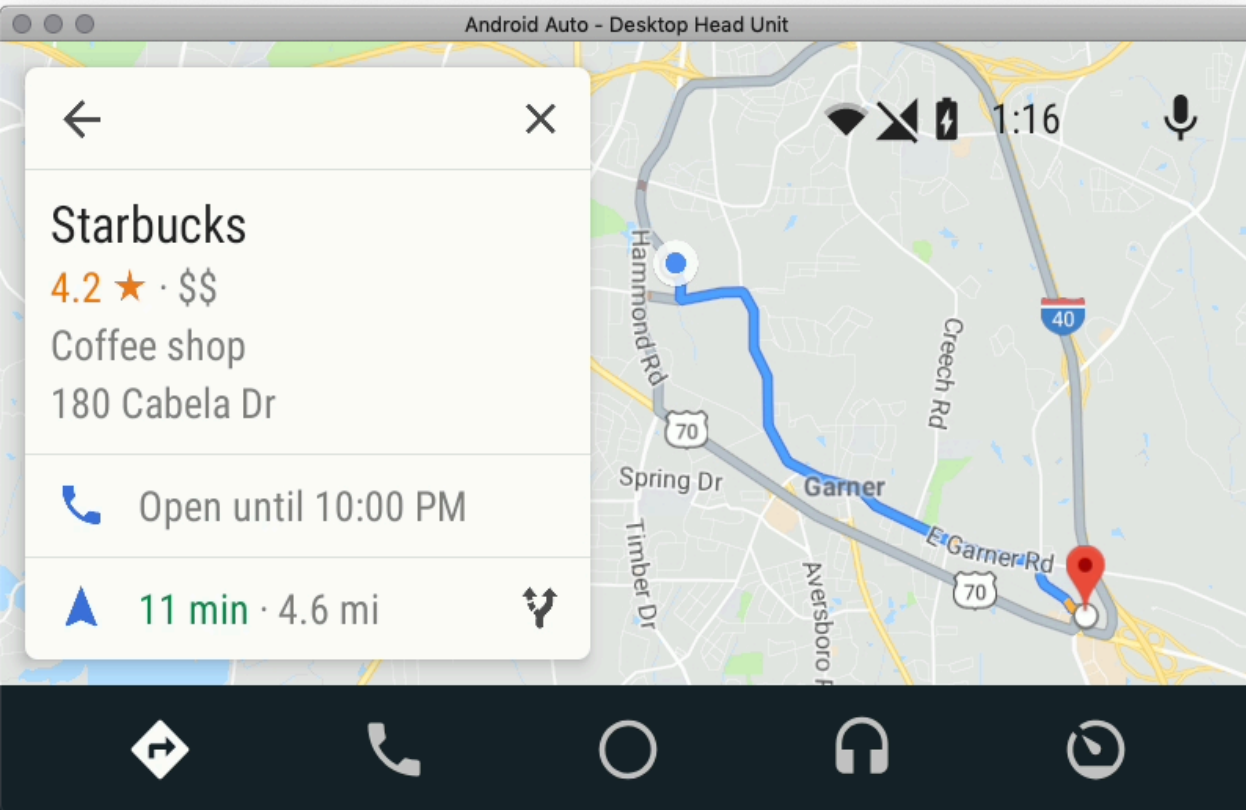 Android Auto - Desktop Head Unit
1:16
Starbucks
4.2 ★ · $$
Coffee shop
180 Cabela Dr
Open until 10:00 PM
11 min · 4.6 mi
Hammond Rd
40
Creech Rd
70
Spring Dr
Garner
E Garner Rd
70
Timber Dr
Aversboro